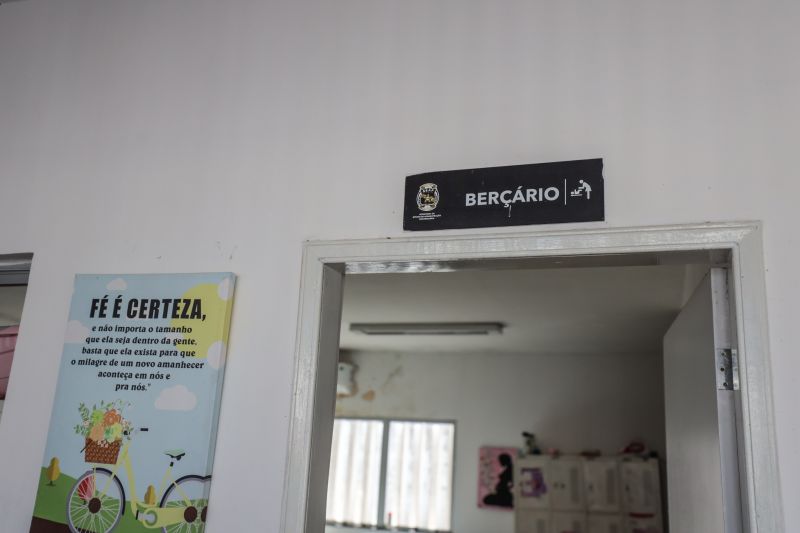 BERÇÁRIO
FÉ É CERTEZA,
e não importa o tamanho
que ela seja dentro da gente,
basta que ela exista para que
o milagre de um novo amanhecer
aconteça em nós e
pra nós."